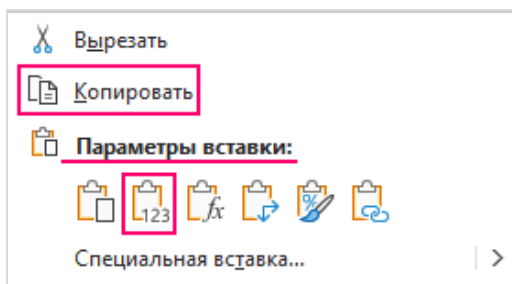 Вырезать
Копировать
Параметры вставки:
123 fx %
Специальная вставка...